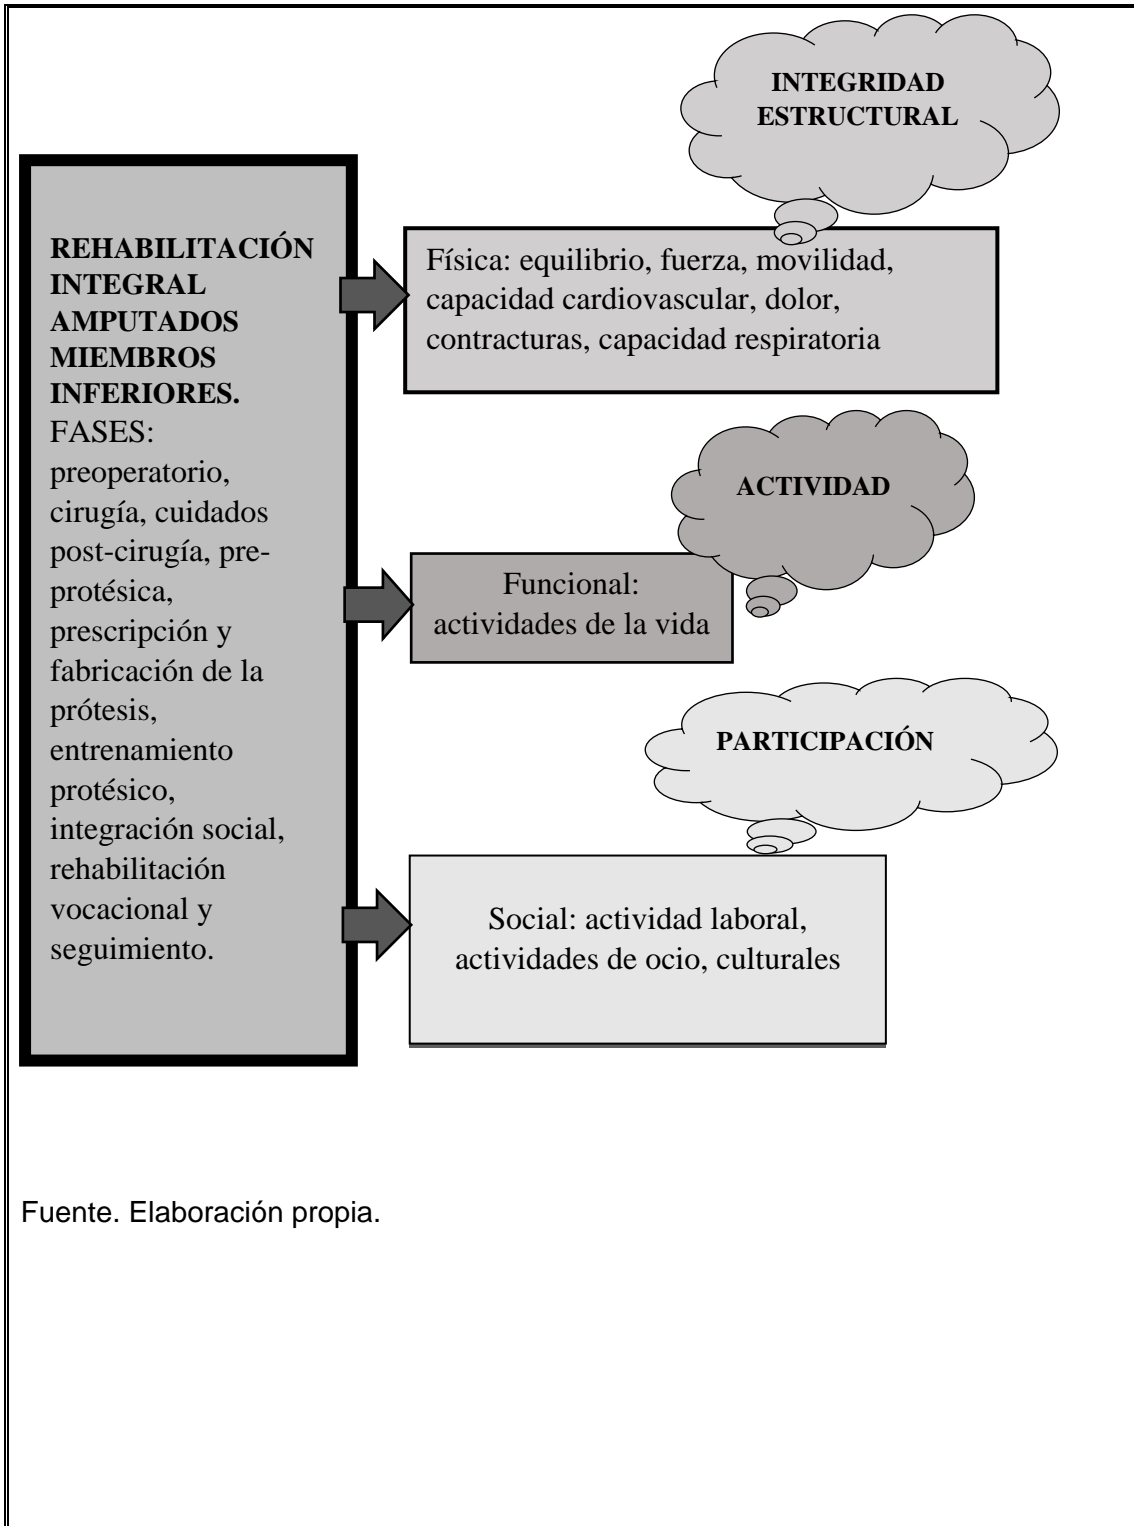 INTEGRIDAD
ESTRUCTURAL
REHABILITACIÓN
INTEGRAL
AMPUTADOS
MIEMBROS
INFERIORES.
FASES:
preoperatorio,
cirugía, cuidados
post-cirugía, pre-
protésica,
prescripción y
fabricación de la
prótesis,
entrenamiento
protésico,
integración social,
rehabilitación
vocacional y
seguimiento.
Física: equilibrio, fuerza, movilidad,
capacidad cardiovascular, dolor,
contracturas, capacidad respiratoria
ACTIVIDAD
Funcional:
actividades de la vida
PARTICIPACIÓN
Social: actividad laboral,
actividades de ocio, culturales
Fuente. Elaboración propia.